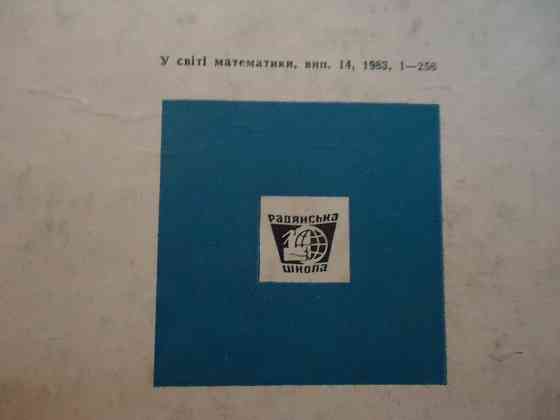 У світі математики, вип. 14, 1983, 1—256
РАДЯНСЬКА
ШКОЛА